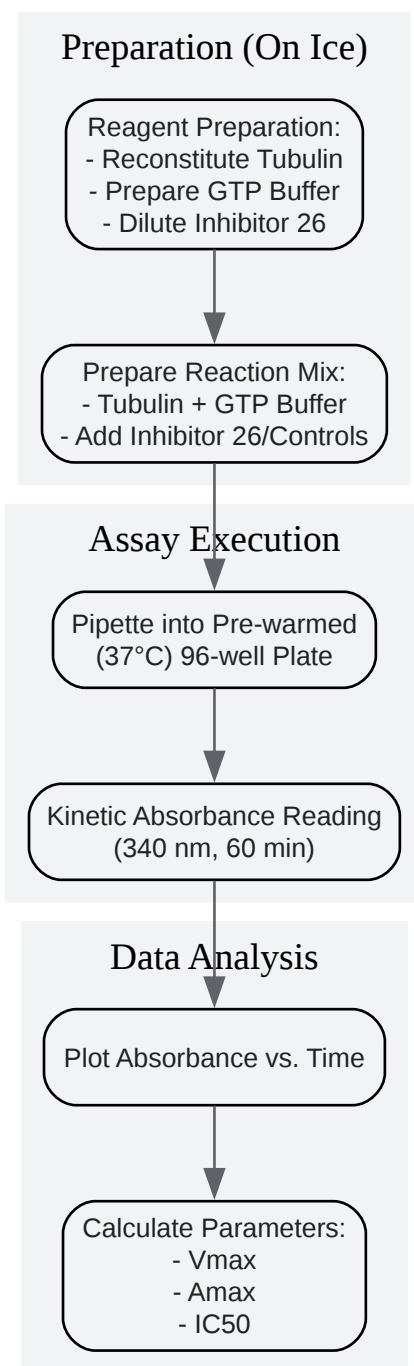 Preparation (On Ice)
Reagent Preparation:
- Reconstitute Tubulin
- Prepare GTP Buffer
- Dilute Inhibitor 26
Prepare Reaction Mix:
- Tubulin + GTP Buffer
- Add Inhibitor 26/Controls
Assay Execution
Pipette into Pre-warmed
(37°C) 96-well Plate
Kinetic Absorbance Reading
(340 nm, 60 min)
Data Analysis
Plot Absorbance vs. Time
Calculate Parameters:
- Vmax
- Amax
- IC50